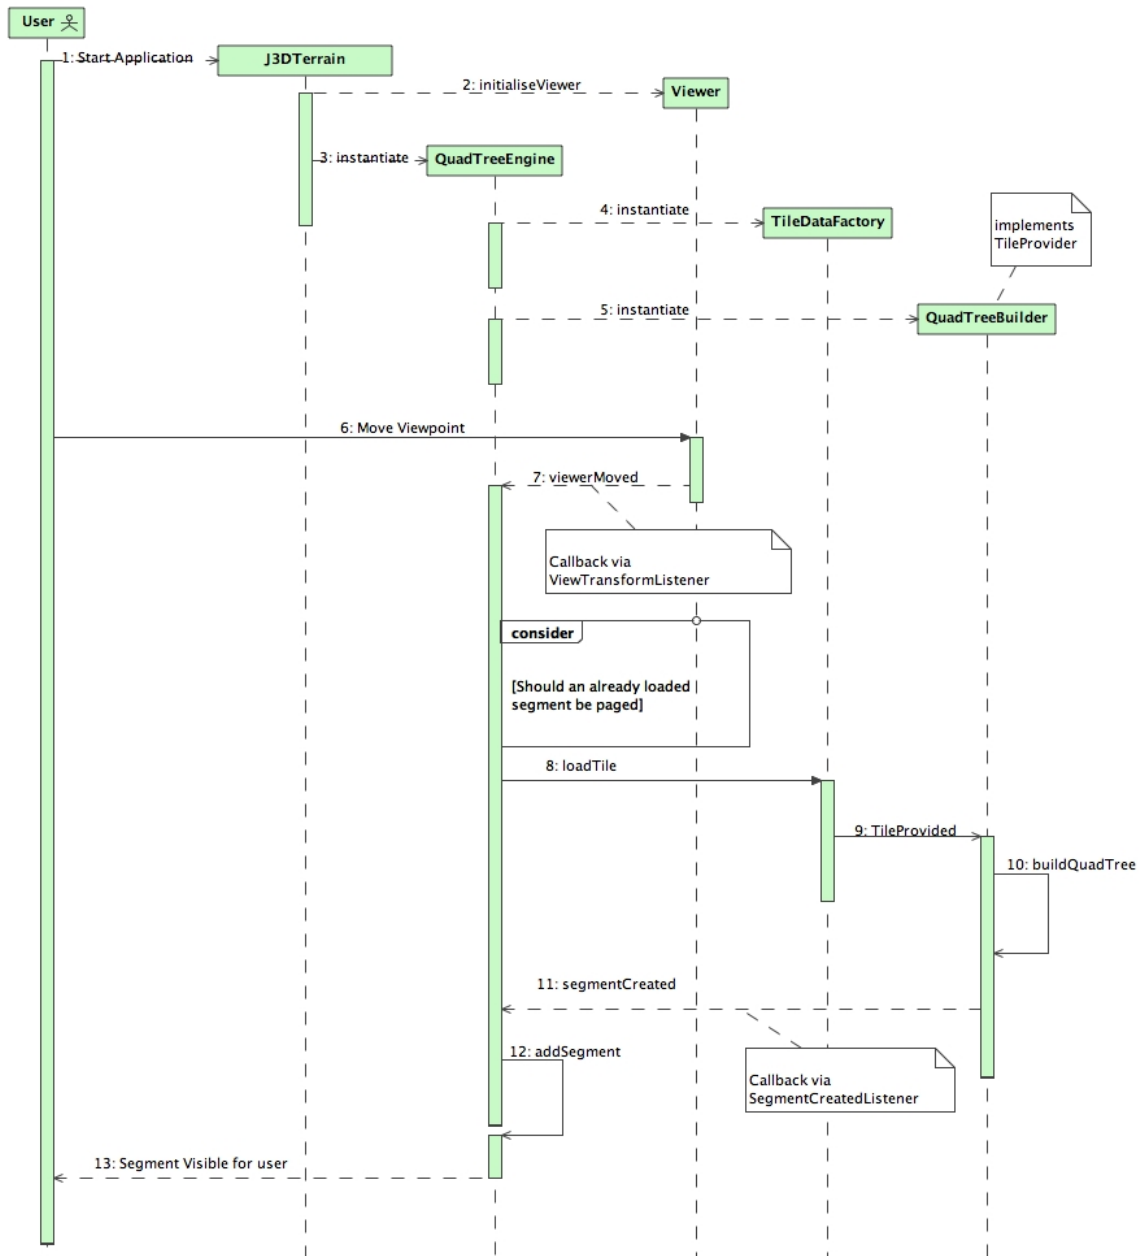 User
1: Start Application
J3DTerrain
2: initialiseViewer
Viewer
3: instantiate
QuadTreeEngine
4: instantiate
TileDataFactory
implements
TileProvider
5: instantiate
QuadTreeBuilder
6: Move Viewpoint
7: viewerMoved
Callback via
ViewTransformListener
consider
[Should an already loaded
segment be paged]
8: loadTile
9: TileProvided
10: buildQuadTree
11: segmentCreated
12: addSegment
Callback via
SegmentCreatedListener
13: Segment Visible for user